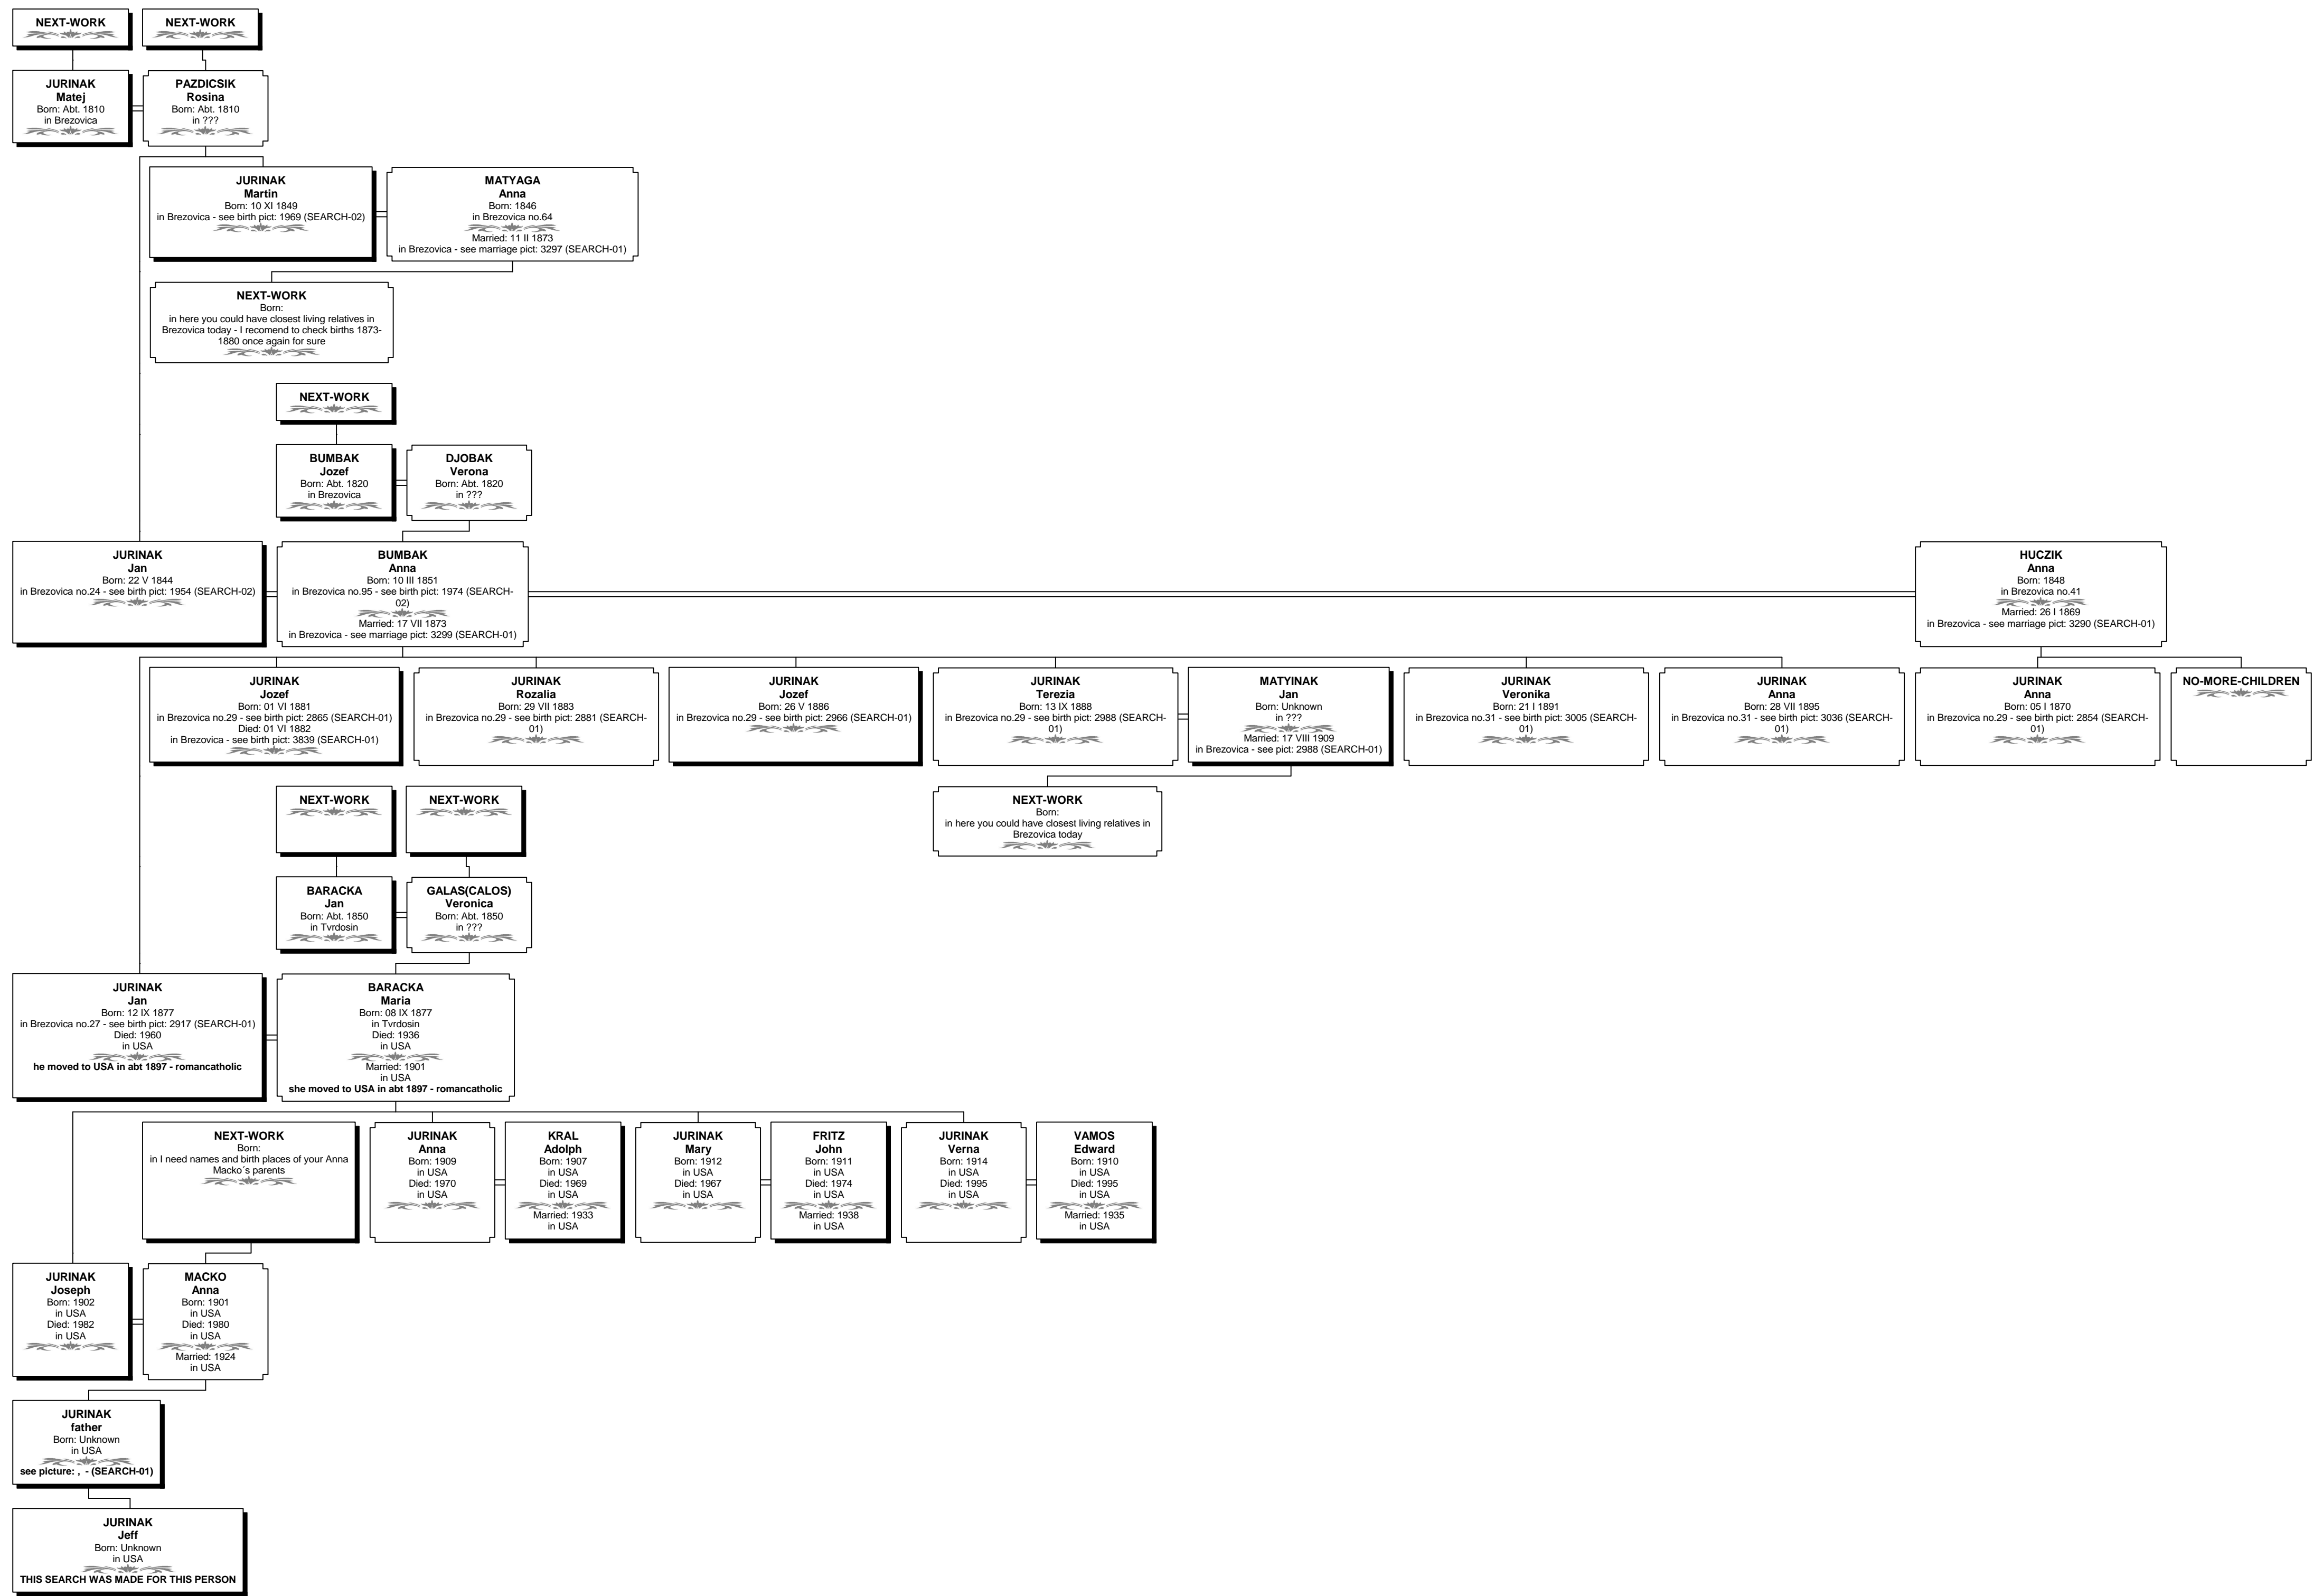 NEXT-WORK
NEXT-WORK
JURINAK
Matej
Born: Abt. 1810
in Brezovica
PAZDICSIK
Rosina
Born: Abt. 1810
in ???
JURINAK
Martin
Born: 10 XI 1849
in Brezovica - see birth pict: 1969 (SEARCH-02)
MATYAGA
Anna
Born: 1846
in Brezovica no.64
Married: 11 II 1873
in Brezovica - see marriage pict: 3297 (SEARCH-01)
NEXT-WORK
Born:
in here you could have closest living relatives in
Brezovica today - I recomend to check births 1873-
1880 once again for sure
NEXT-WORK
BUMBAK
Jozef
Born: Abt. 1820
in Brezovica
DJOBAK
Verona
Born: Abt. 1820
in ???
JURINAK
Jan
Born: 22 V 1844
in Brezovica no.24 - see birth pict: 1954 (SEARCH-02)
BUMBAK
Anna
Born: 10 III 1851
in Brezovica no.95 - see birth pict: 1974 (SEARCH-
02)
Married: 17 VII 1873
in Brezovica - see marriage pict: 3299 (SEARCH-01)
HUCZIK
Anna
Born: 1848
in Brezovica no.41
Married: 26 I 1869
in Brezovica - see marriage pict: 3290 (SEARCH-01)
JURINAK
Jozef
Born: 01 VI 1881
in Brezovica no.29 - see birth pict: 2865 (SEARCH-01)
Died: 01 VI 1882
in Brezovica - see birth pict: 3839 (SEARCH-01)
JURINAK
Rozalia
Born: 29 VII 1883
in Brezovica no.29 - see birth pict: 2881 (SEARCH-
01)
JURINAK
Jozef
Born: 26 V 1886
in Brezovica no.29 - see birth pict: 2966 (SEARCH-01)
JURINAK
Terezia
Born: 13 IX 1888
in Brezovica no.29 - see birth pict: 2988 (SEARCH-
01)
MATYINAK
Jan
Born: Unknown
in ???
Married: 17 VIII 1909
in Brezovica - see pict: 2988 (SEARCH-01)
JURINAK
Veronika
Born: 21 I 1891
in Brezovica no.31 - see birth pict: 3005 (SEARCH-
01)
JURINAK
Anna
Born: 28 VII 1895
in Brezovica no.31 - see birth pict: 3036 (SEARCH-
01)
JURINAK
Anna
Born: 05 I 1870
in Brezovica no.29 - see birth pict: 2854 (SEARCH-
01)
NO-MORE-CHILDREN
NEXT-WORK
Born:
in here you could have closest living relatives in
Brezovica today
NEXT-WORK
NEXT-WORK
BARACKA
Jan
Born: Abt. 1850
in Tvrdosin
GALAS(CALOS)
Veronica
Born: Abt. 1850
in ???
JURINAK
Jan
Born: 12 IX 1877
in Brezovica no.27 - see birth pict: 2917 (SEARCH-01)
Died: 1960
in USA
he moved to USA in abt 1897 - romancatholic
BARACKA
Maria
Born: 08 IX 1877
in Tvrdosin
Died: 1936
in USA
Married: 1901
in USA
she moved to USA in abt 1897 - romancatholic
NEXT-WORK
Born:
in I need names and birth places of your Anna
Macko´s parents
JURINAK
Anna
Born: 1909
in USA
Died: 1970
in USA
KRAL
Adolph
Born: 1907
in USA
Died: 1969
in USA
Married: 1933
in USA
JURINAK
Mary
Born: 1912
in USA
Died: 1967
in USA
FRITZ
John
Born: 1911
in USA
Died: 1974
in USA
Married: 1938
in USA
JURINAK
Verna
Born: 1914
in USA
Died: 1995
in USA
VAMOS
Edward
Born: 1910
in USA
Died: 1995
in USA
Married: 1935
in USA
JURINAK
Joseph
Born: 1902
in USA
Died: 1982
in USA
MACKO
Anna
Born: 1901
in USA
Died: 1980
in USA
Married: 1924
in USA
JURINAK
father
Born: Unknown
in USA
see picture: , - (SEARCH-01)
JURINAK
Jeff
Born: Unknown
in USA
THIS SEARCH WAS MADE FOR THIS PERSON